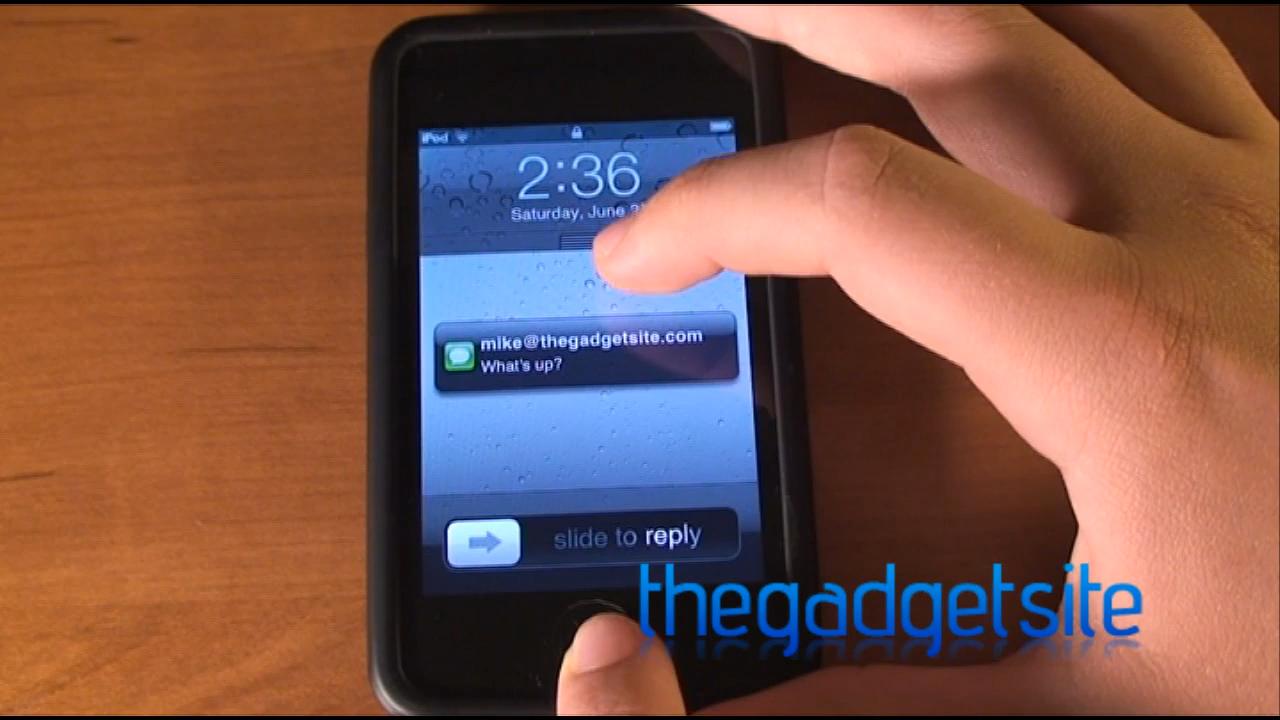 iPod
2:36
Saturday, June
mike@thegadgetsite.com
What's up?
slide to reply
thegadgetsite